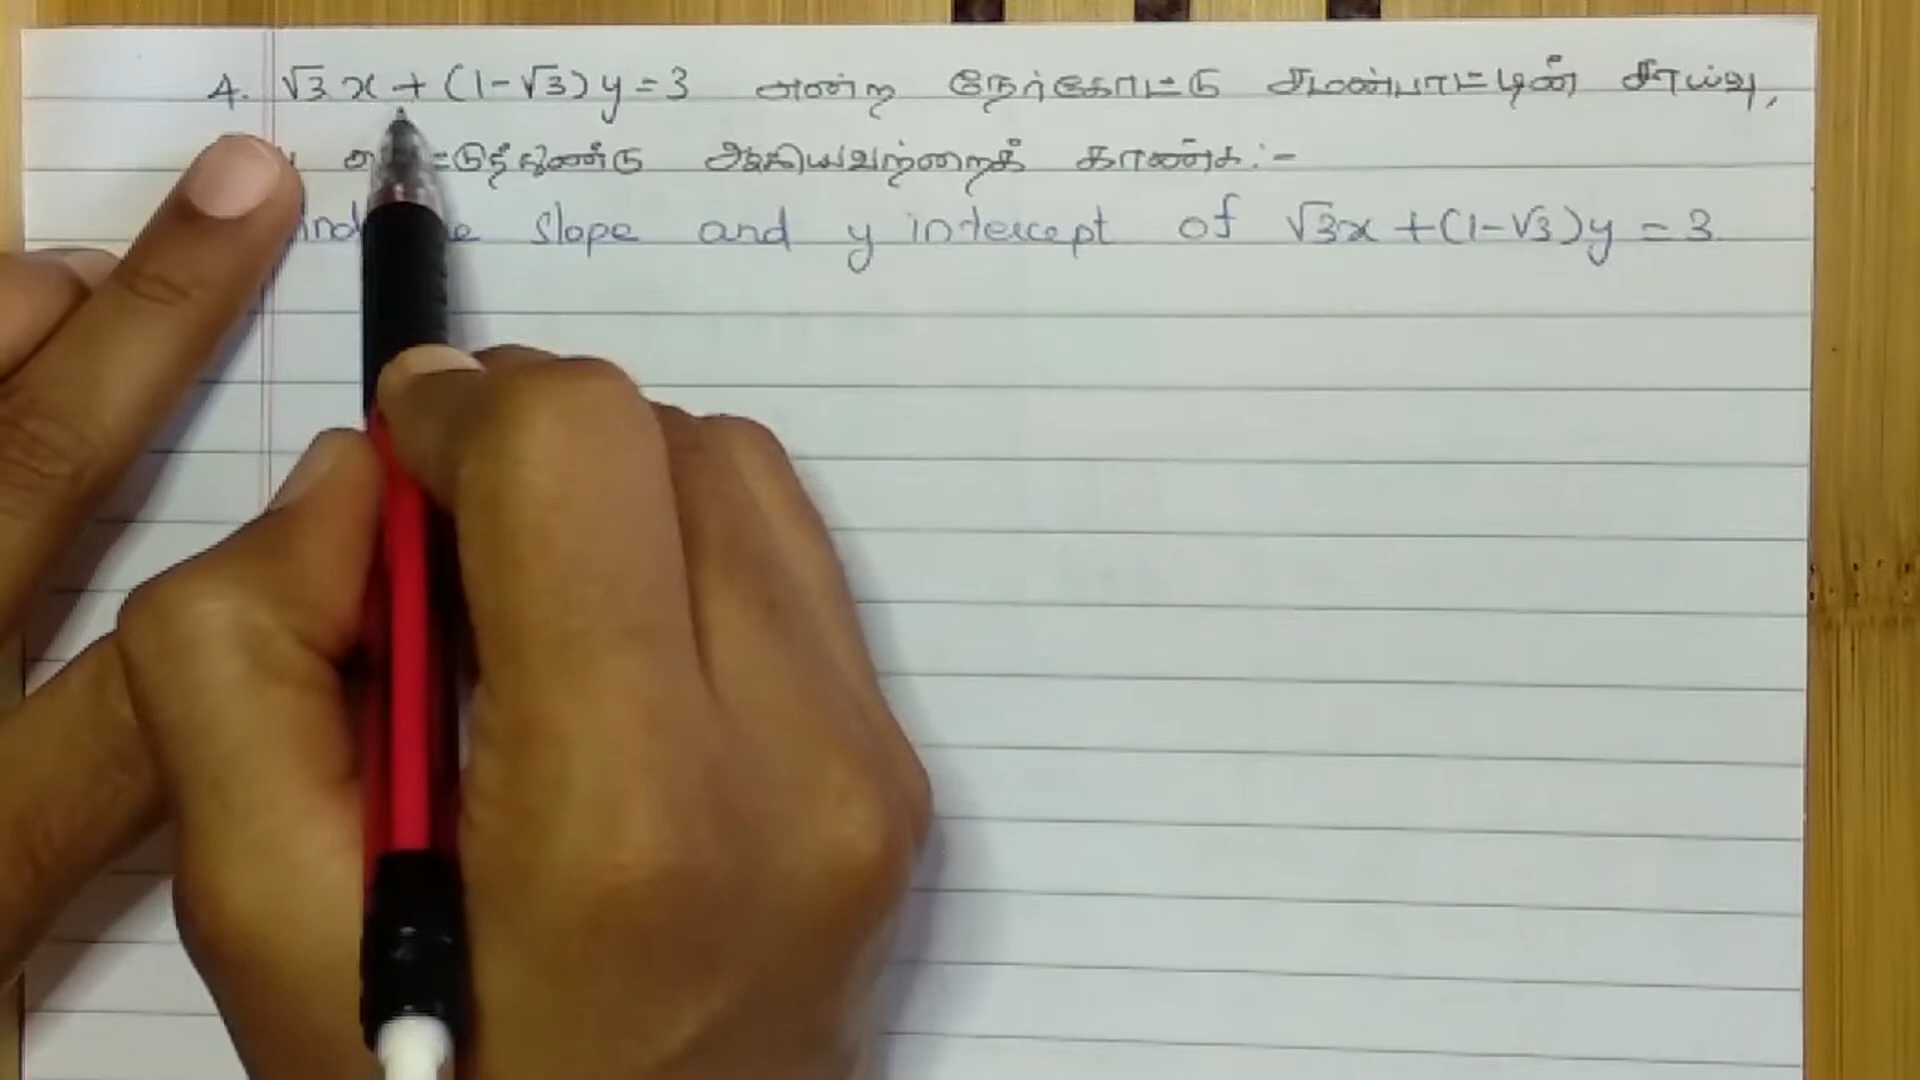 4. √3 x + (1-√3) y = 3 என்ற நேர்கோட்டு சமன்பாட்டின் சாய்வு,
ஆகியவற்றைக் காண்க:-
slope and y intercept of √3x + (1-√3)y = 3